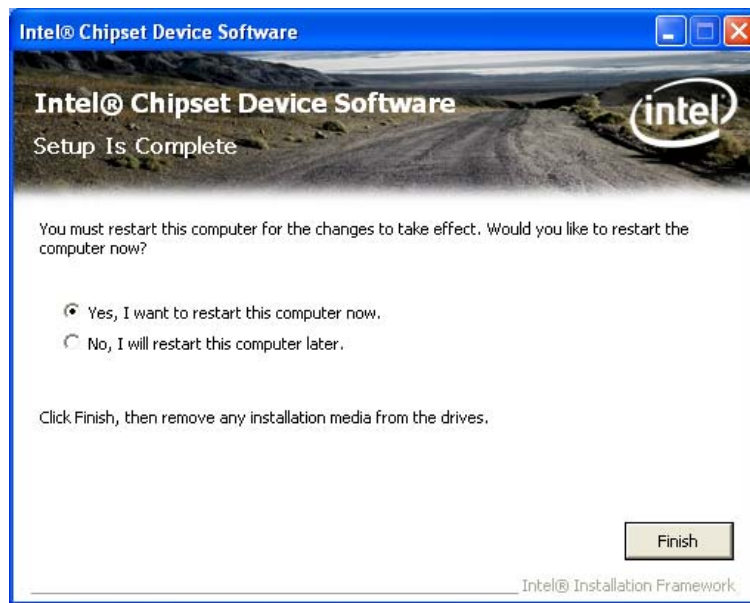 Intel® Chipset Device Software
Intel® Chipset Device Software
intel
Setup Is Complete
You must restart this computer for the changes to take effect. Would you like to restart the
computer now?
Yes, I want to restart this computer now.
No, I will restart this computer later.
Click Finish, then remove any installation media from the drives.
Finish
Intel® Installation Framework